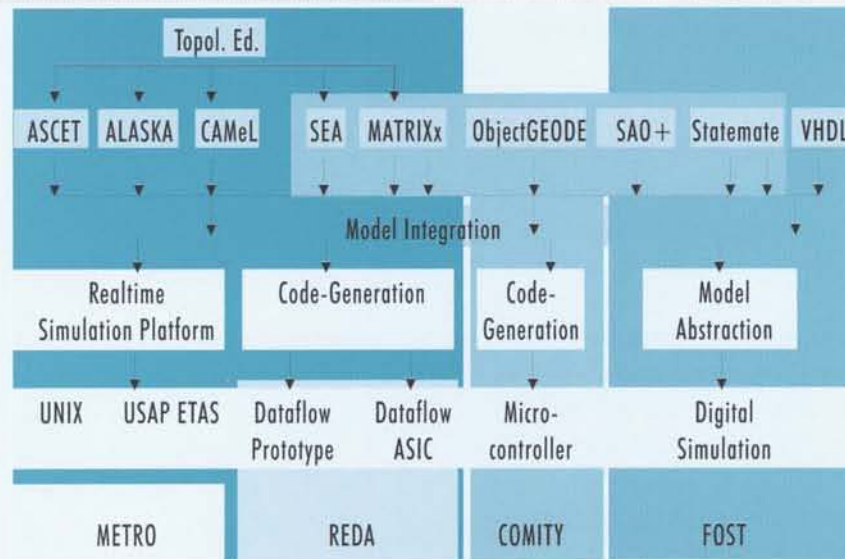 Topol. Ed.
ASCET ALASKA CAMeL SEA MATRIXx ObjectGEODE SAO+ Statemate VHDL
Model Integration
Realtime Simulation Platform
Code-Generation
Code-
Generation
Model
Abstraction
UNIX USAP ETAS
Dataflow
Prototype
Dataflow
ASIC
Micro-
controller
Digital
Simulation
METRO REDA COMITY FOST